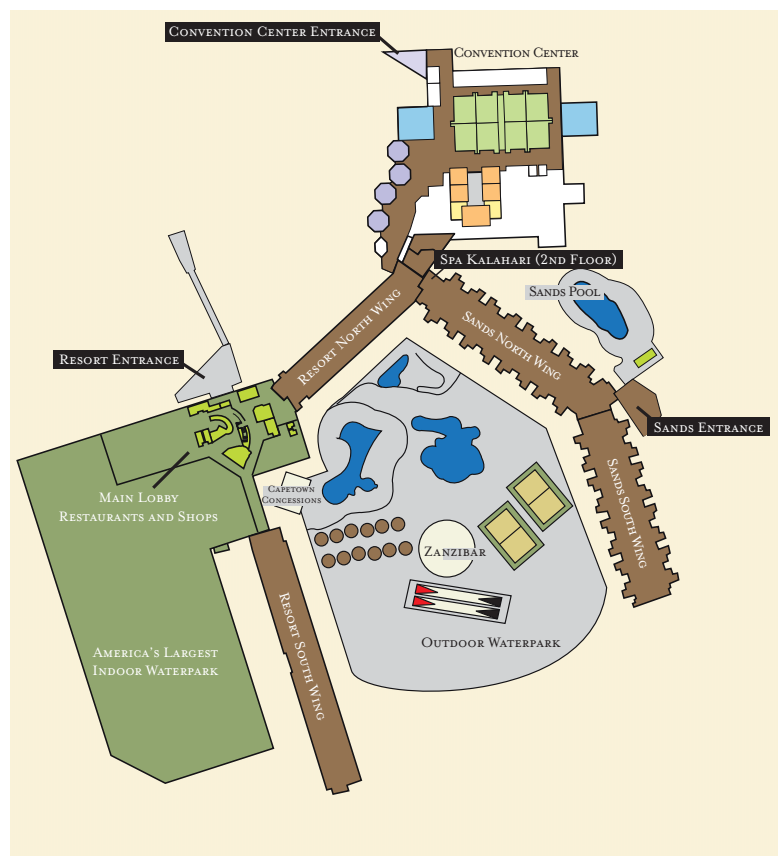 Convention Center Entrance
Convention Center
Spa Kalahari (2nd Floor)
Sands Pool
Resort North Wing
Sands North Wing
Resort Entrance
Sands Entrance
Main Lobby
Restaurants and Shops
Capetown
Concessions
Sands South Wing
Zanzibar
Resort South Wing
Outdoor Waterpark
America's Largest
Indoor Waterpark